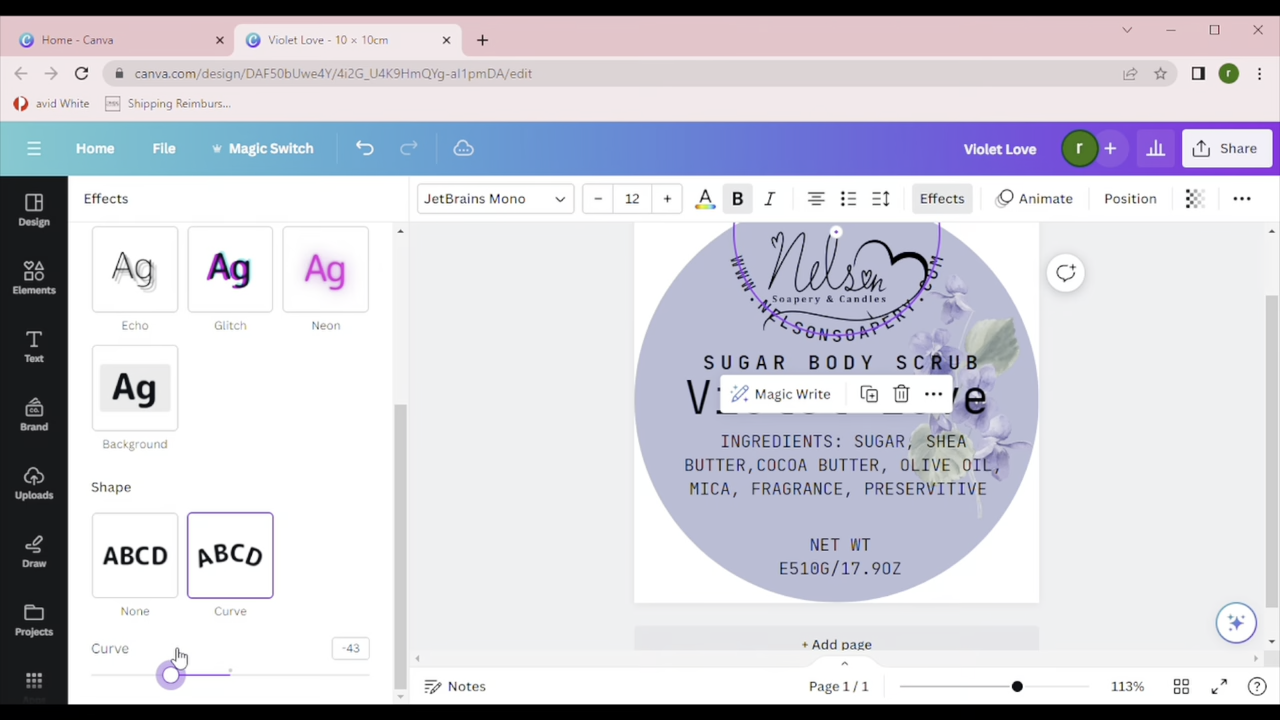 Home - Canva
Violet Love - 10 × 10cm
canva.com/design/DAF50bUwe4Y/4i2G_U4K9HmQYg-aI1pmDA/edit
r
avid White
Shipping Reimburs...
Home
File
Magic Switch
Violet Love
r
Share
Design
Elements
Text
Brand
Uploads
Draw
Projects
Effects
Ag
Ag
Ag
Echo
Glitch
Neon
Ag
Background
Shape
ABCD
ABCD
None
Curve
Curve
-43
JetBrains Mono
12
A
B
I
Effects
Animate
Position
Nelson
Soapery & Candles
WWW.NELSONSOAPERY.COM
SUGAR BODY SCRUB
Magic Write
INGREDIENTS: SUGAR, SHEA
BUTTER,COCOA BUTTER, OLIVE OIL,
MICA, FRAGRANCE, PRESERVITIVE
NET WT
E510G/17.9OZ
+ Add page
Notes
Page 1 / 1
113%